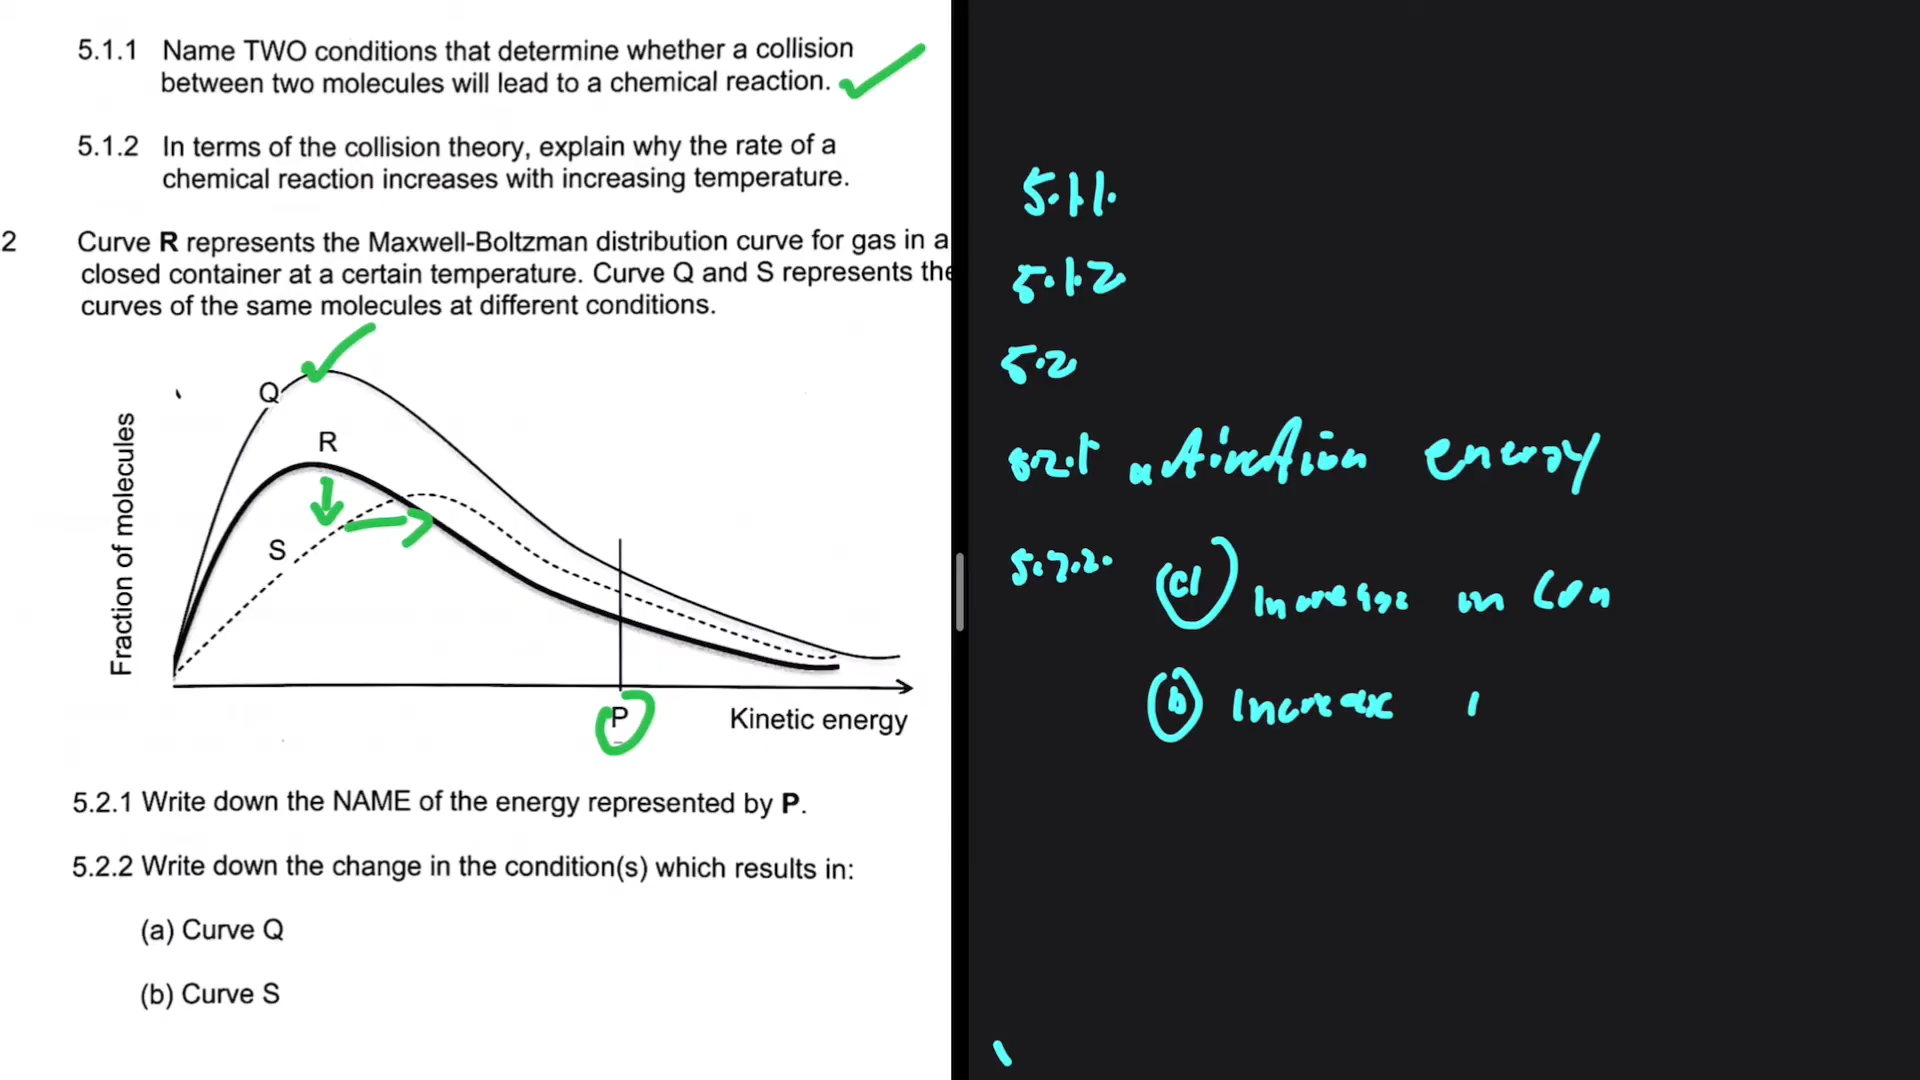 5.1.1 Name TWO conditions that determine whether a collision
between two molecules will lead to a chemical reaction.
5.1.2 In terms of the collision theory, explain why the rate of a
chemical reaction increases with increasing temperature.
2 Curve R represents the Maxwell-Boltzman distribution curve for gas in a
closed container at a certain temperature. Curve Q and S represents the
curves of the same molecules at different conditions.
Q
R
S
Fraction of molecules
P
Kinetic energy
5.2.1 Write down the NAME of the energy represented by P.
5.2.2 Write down the change in the condition(s) which results in:
(a) Curve Q
(b) Curve S
5.1.1.
5.1.2
5.2
5.2.1 activation energy
5.2.2. (a) Increase in Con
(b) Increase